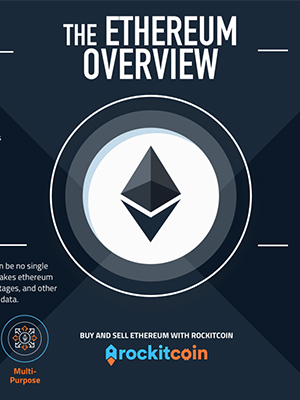 THE ETHEREUM
OVERVIEW
s
n be no single
akes ethereum
tages, and other
data.
Multi-
Purpose
BUY AND SELL ETHEREUM WITH ROCKITCOIN
rockitcoin